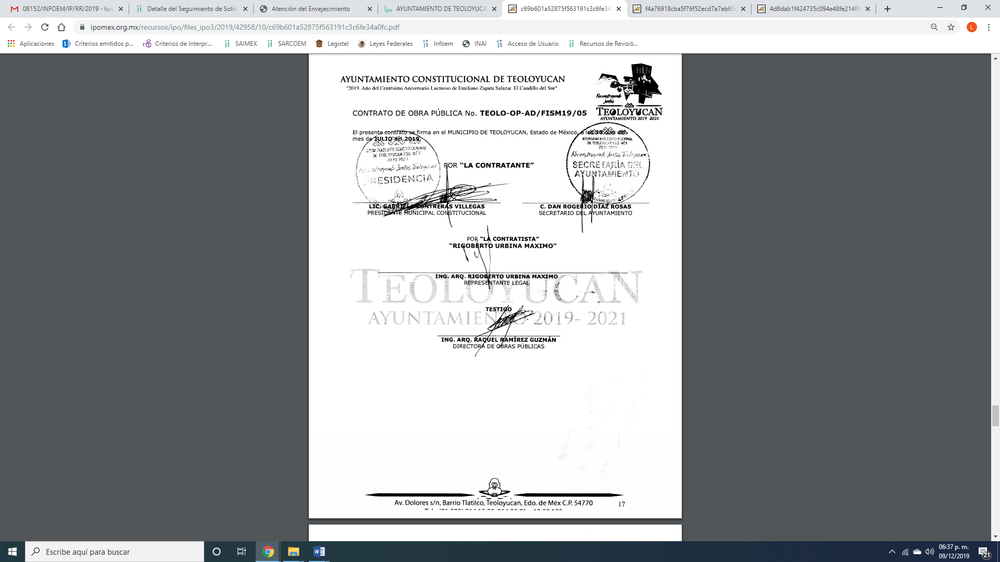 08152/INFOEM/IP/RR/2019 - luis
Detalle del Seguimiento de Solici
Atención del Envejecimiento
AYUNTAMIENTO DE TEOLOYUCA
c69b601a52875f563191c3c6fe34
f4a76918cba5f76f52ecd7a7eb65
4d8dab1f424735c094e48fe214ff
ipomex.org.mx/recursos/ipo/files_ipo3/2019/42958/10/c69b601a52875f563191c3c6fe34a0fc.pdf
L
Aplicaciones
Criterios emitidos p...
Criterios de Interpr...
SAIMEX
SARCOEM
Legistel
Leyes Federales
Infoem
INAI
Acceso de Usuario
Recursos de Revisió...
AYUNTAMIENTO CONSTITUCIONAL DE TEOLOYUCAN
"2019. Año del Centésimo Aniversario Luctuoso de Emiliano Zapata Salazar. El Caudillo del Sur"
Reconstruyendo
juntos
TEOLOYUCAN
AYUNTAMIENTO 2019 -2021
CONTRATO DE OBRA PÚBLICA No. TEOLO-OP-AD/FISM19/05
El presente contrato se firma en el MUNICIPIO DE TEOLOYUCAN, Estado de México, a los 30 días del
mes de JULIO del 2019.
AYUNTAMIENTO CONSTITUCIONAL
DE TEOLOYUCAN EDO. MÉX
2019-2021
Reconstruyendo Juntos Teoloyucan
PRESIDENCIA
AYUNTAMIENTO CONSTITUCIONAL
DE TEOLOYUCAN EDO. MÉX
2019-2021
Reconstruyendo Juntos Teoloyucan
SECRETARÍA DEL
AYUNTAMIENTO
POR “LA CONTRATANTE”
LIC. GABRIELA CONTRERAS VILLEGAS
PRESIDENTE MUNICIPAL CONSTITUCIONAL
C. DAN ROGERIO DÍAZ ROSAS
SECRETARIO DEL AYUNTAMIENTO
POR “LA CONTRATISTA”
“RIGOBERTO URBINA MAXIMO”
ING. ARQ. RIGOBERTO URBINA MAXIMO
REPRESENTANTE LEGAL
TEOLOYUCAN
AYUNTAMIENTO 2019- 2021
TESTIGO
ING. ARQ. RAQUEL RAMÍREZ GUZMÁN
DIRECTORA DE OBRAS PÚBLICAS
Av. Dolores s/n, Barrio Tlatilco, Teoloyucan, Edo. de Méx C.P. 54770
17
Escribe aquí para buscar
06:37 p. m.
09/12/2019
21